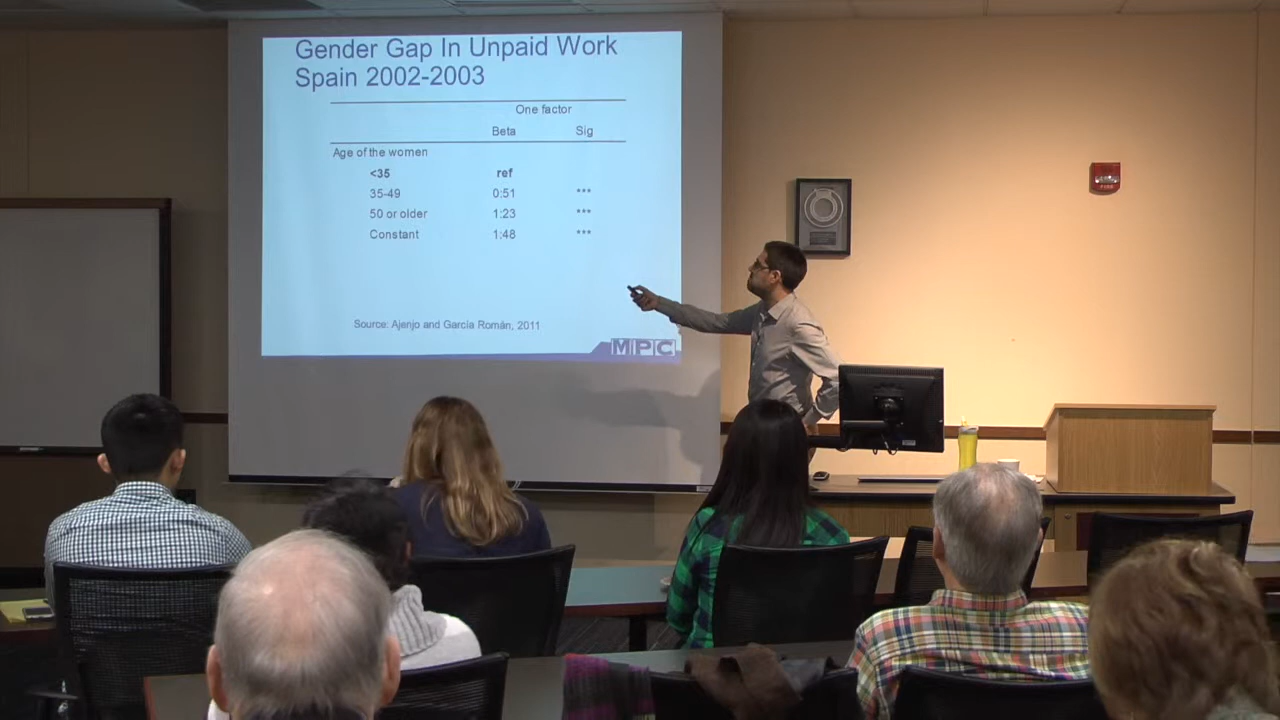 Gender Gap In Unpaid Work
Spain 2002-2003
One factor
Beta Sig
Age of the women
<35 ref
35-49 0:51 ***
50 or older 1:23 ***
Constant 1:48 ***
Source: Ajenjo and García Román, 2011
MPC
FIRE